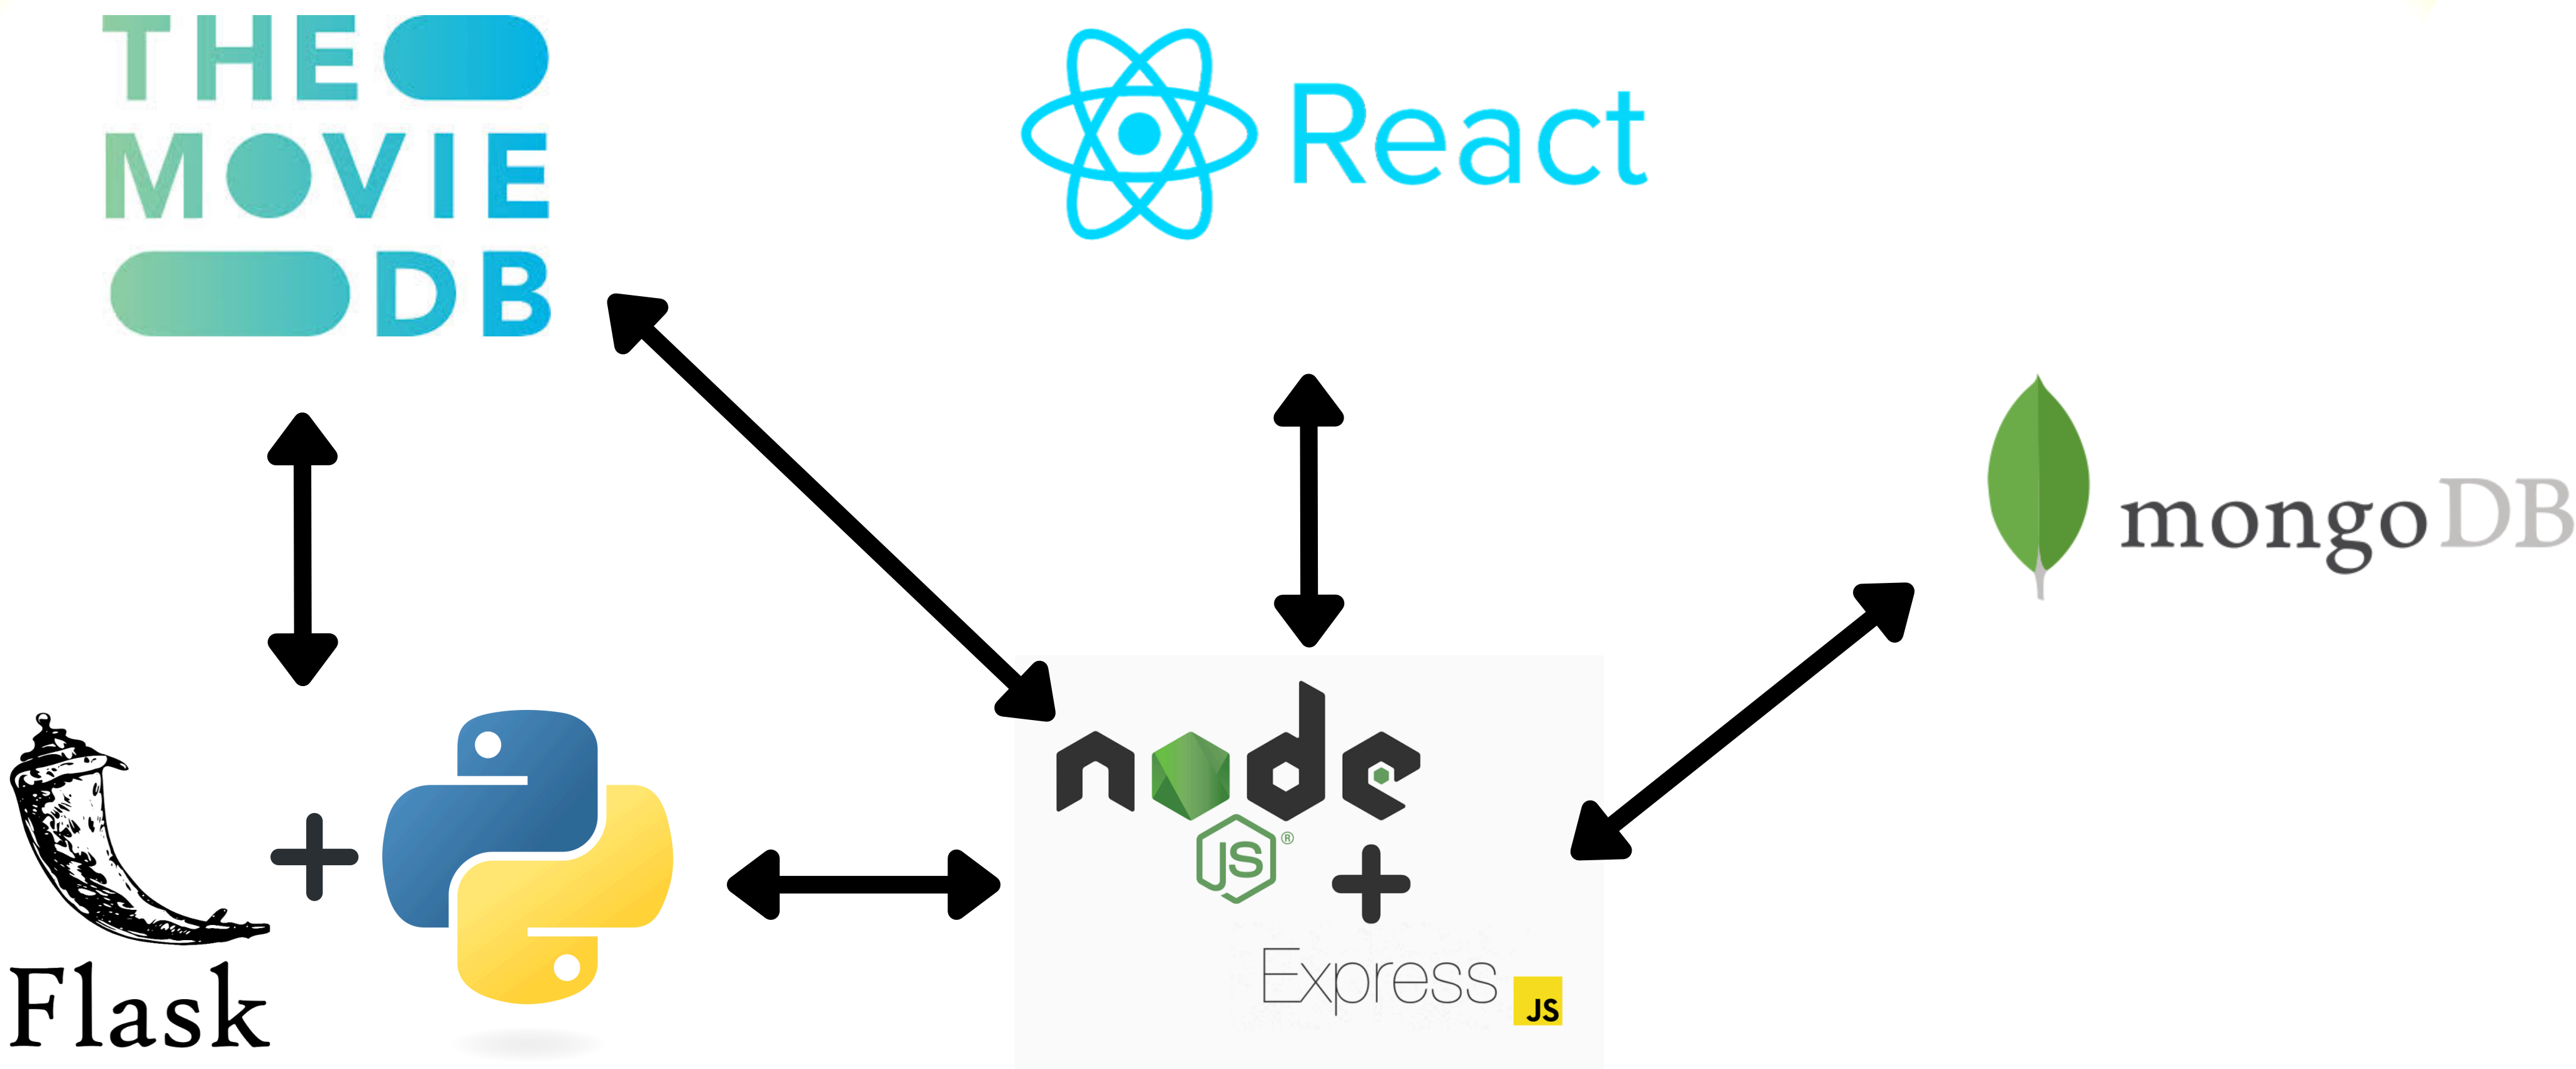 THE
MOVIE
DB
React
mongoDB
node
JS®
Express
JS
Flask